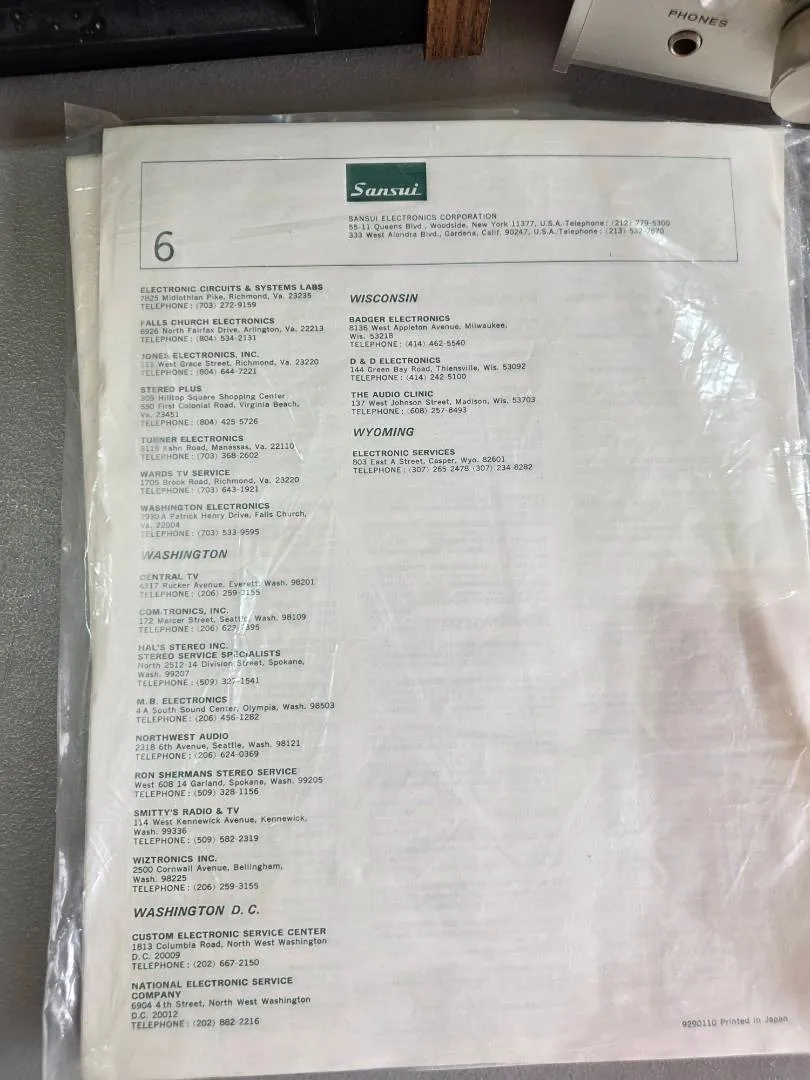 PHONES
Sansui
6
SANSUI ELECTRONICS CORPORATION
55-11 Queens Blvd., Woodside, New York 11377, U.S.A. Telephone: (212) 779-5300
333 West Alondra Blvd., Gardena, Calif. 90247, U.S.A. Telephone: (213) 532-7670
ELECTRONIC CIRCUITS & SYSTEMS LABS
7825 Midlothian Pike, Richmond, Va. 23235
TELEPHONE: (703) 272-9159
FALLS CHURCH ELECTRONICS
6926 North Fairfax Drive, Arlington, Va. 22213
TELEPHONE: (804) 534-2131
JONES ELECTRONICS, INC.
West Grace Street, Richmond, Va. 23220
TELEPHONE: (804) 644-7221
STEREO PLUS
309 Hilltop Square Shopping Center
550 First Colonial Road, Virginia Beach,
Va. 23451
TELEPHONE: (804) 425-5726
TURNER ELECTRONICS
3118 Kahn Road, Manassas, Va. 22110
TELEPHONE: (703) 368-2602
WARDS TV SERVICE
1705 Brook Road, Richmond, Va. 23220
TELEPHONE: (703) 643-1921
WASHINGTON ELECTRONICS
2930 A Patrick Henry Drive, Falls Church,
Va. 22004
TELEPHONE: (703) 533-9595
WASHINGTON
CENTRAL TV
4917 Rucker Avenue, Everett, Wash. 98201
TELEPHONE: (206) 259-3155
COM-TRONICS, INC.
172 Mercer Street, Seattle, Wash. 98109
TELEPHONE: (206)
HAL'S STEREO INC.
STEREO SERVICE SPECIALISTS
North 2512-14 Division Street, Spokane,
Wash. 99207
TELEPHONE: (509) 327-1541
M. B. ELECTRONICS
4 A South Sound Center, Olympia, Wash. 98503
TELEPHONE: (206) 456-1282
NORTHWEST AUDIO
2318 6th Avenue, Seattle, Wash. 98121
TELEPHONE: (206) 624-0369
RON SHERMANS STEREO SERVICE
West 608 14 Garland, Spokane, Wash. 99205
TELEPHONE: (509) 328-1156
SMITTY'S RADIO & TV
114 West Kennewick Avenue, Kennewick,
Wash. 99336
TELEPHONE: (509) 582-2319
WIZTRONICS INC.
2500 Cornwall Avenue, Bellingham,
Wash. 98225
TELEPHONE: (206) 259-3155
WASHINGTON D. C.
CUSTOM ELECTRONIC SERVICE CENTER
1813 Columbia Road, North West Washington
D. C. 20009
TELEPHONE: (202) 667-2150
NATIONAL ELECTRONIC SERVICE
COMPANY
6904 4 th Street, North West Washington
D.C. 20012
TELEPHONE: (202) 882-2216
WISCONSIN
BADGER ELECTRONICS
8136 West Appleton Avenue, Milwaukee,
Wis. 53218
TELEPHONE: (414) 462-5540
D & D ELECTRONICS
144 Green Bay Road, Thiensville, Wis. 53092
TELEPHONE: (414) 242-5100
THE AUDIO CLINIC
137 West Johnson Street, Madison, Wis. 53703
TELEPHONE: (608) 257-8493
WYOMING
ELECTRONIC SERVICES
803 East A Street, Casper, Wyo. 82601
TELEPHONE: (307) 265-2478 (307) 234-8282
9290110 Printed in Japan